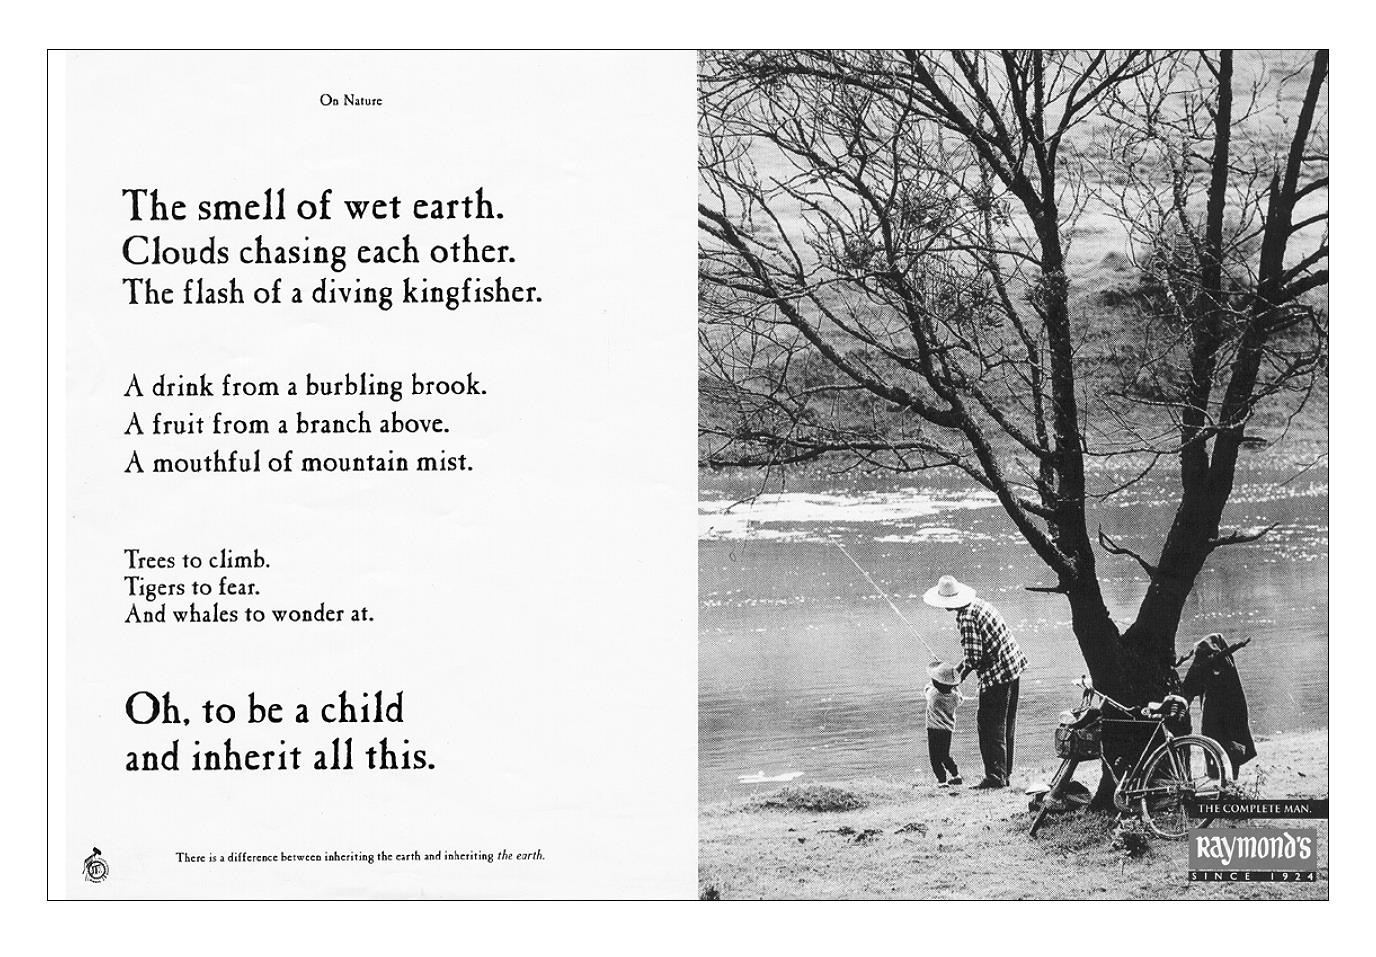 On Nature
The smell of wet earth.
Clouds chasing each other.
The flash of a diving kingfisher.
A drink from a burbling brook.
A fruit from a branch above.
A mouthful of mountain mist.
Trees to climb.
Tigers to fear.
And whales to wonder at.
Oh, to be a child
and inherit all this.
There is a difference between inheriting the earth and inheriting the earth.
THE COMPLETE MAN.
Raymond's
SINCE 1924